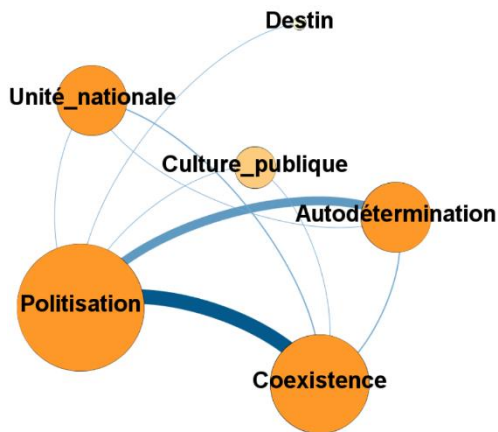 Destin
Unité_nationale
Culture_publique
Autodétermination
Politisation
Coexistence